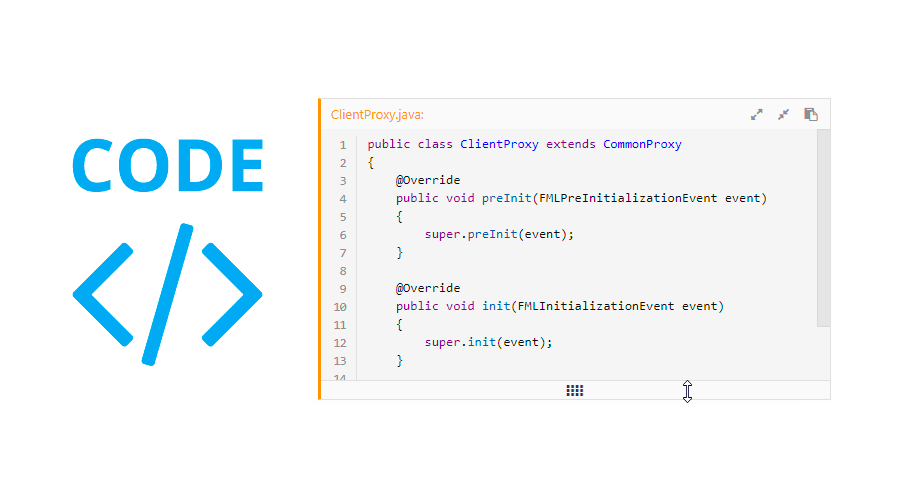 CODE
</>
ClientProxy.java:
1 public class ClientProxy extends CommonProxy
2 {
3     @Override
4     public void preInit(FMLPreInitializationEvent event)
5     {
6         super.preInit(event);
7     }
8
9     @Override
10     public void init(FMLInitializationEvent event)
11     {
12         super.init(event);
13     }
14